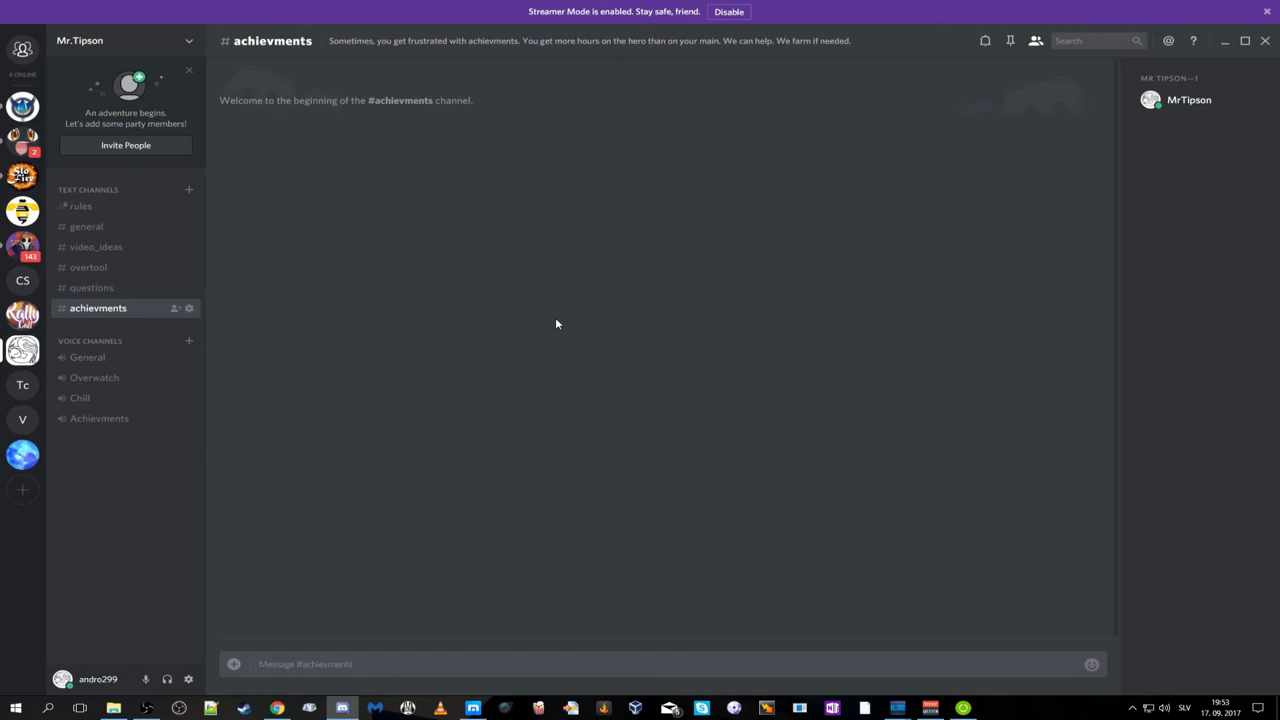 Streamer Mode is enabled. Stay safe, friend. Disable
Mr.Tipson
# achievments Sometimes, you get frustrated with achievments. You get more hours on the hero than on your main. We can help. We farm if needed. Search @ ?
4 ONLINE
An adventure begins.
Let's add some party members!
Invite People
TEXT CHANNELS
rules
# general
# video_ideas
# overtool
# questions
# achievments
VOICE CHANNELS
General
Overwatch
Chill
Achievments
2
Slo Fire
143
CS
Kally
Tc
V
Welcome to the beginning of the #achievments channel.
MR TIPSON—1
MrTipson
Message #achievments
andro299
SLV
19:53
17. 09. 2017